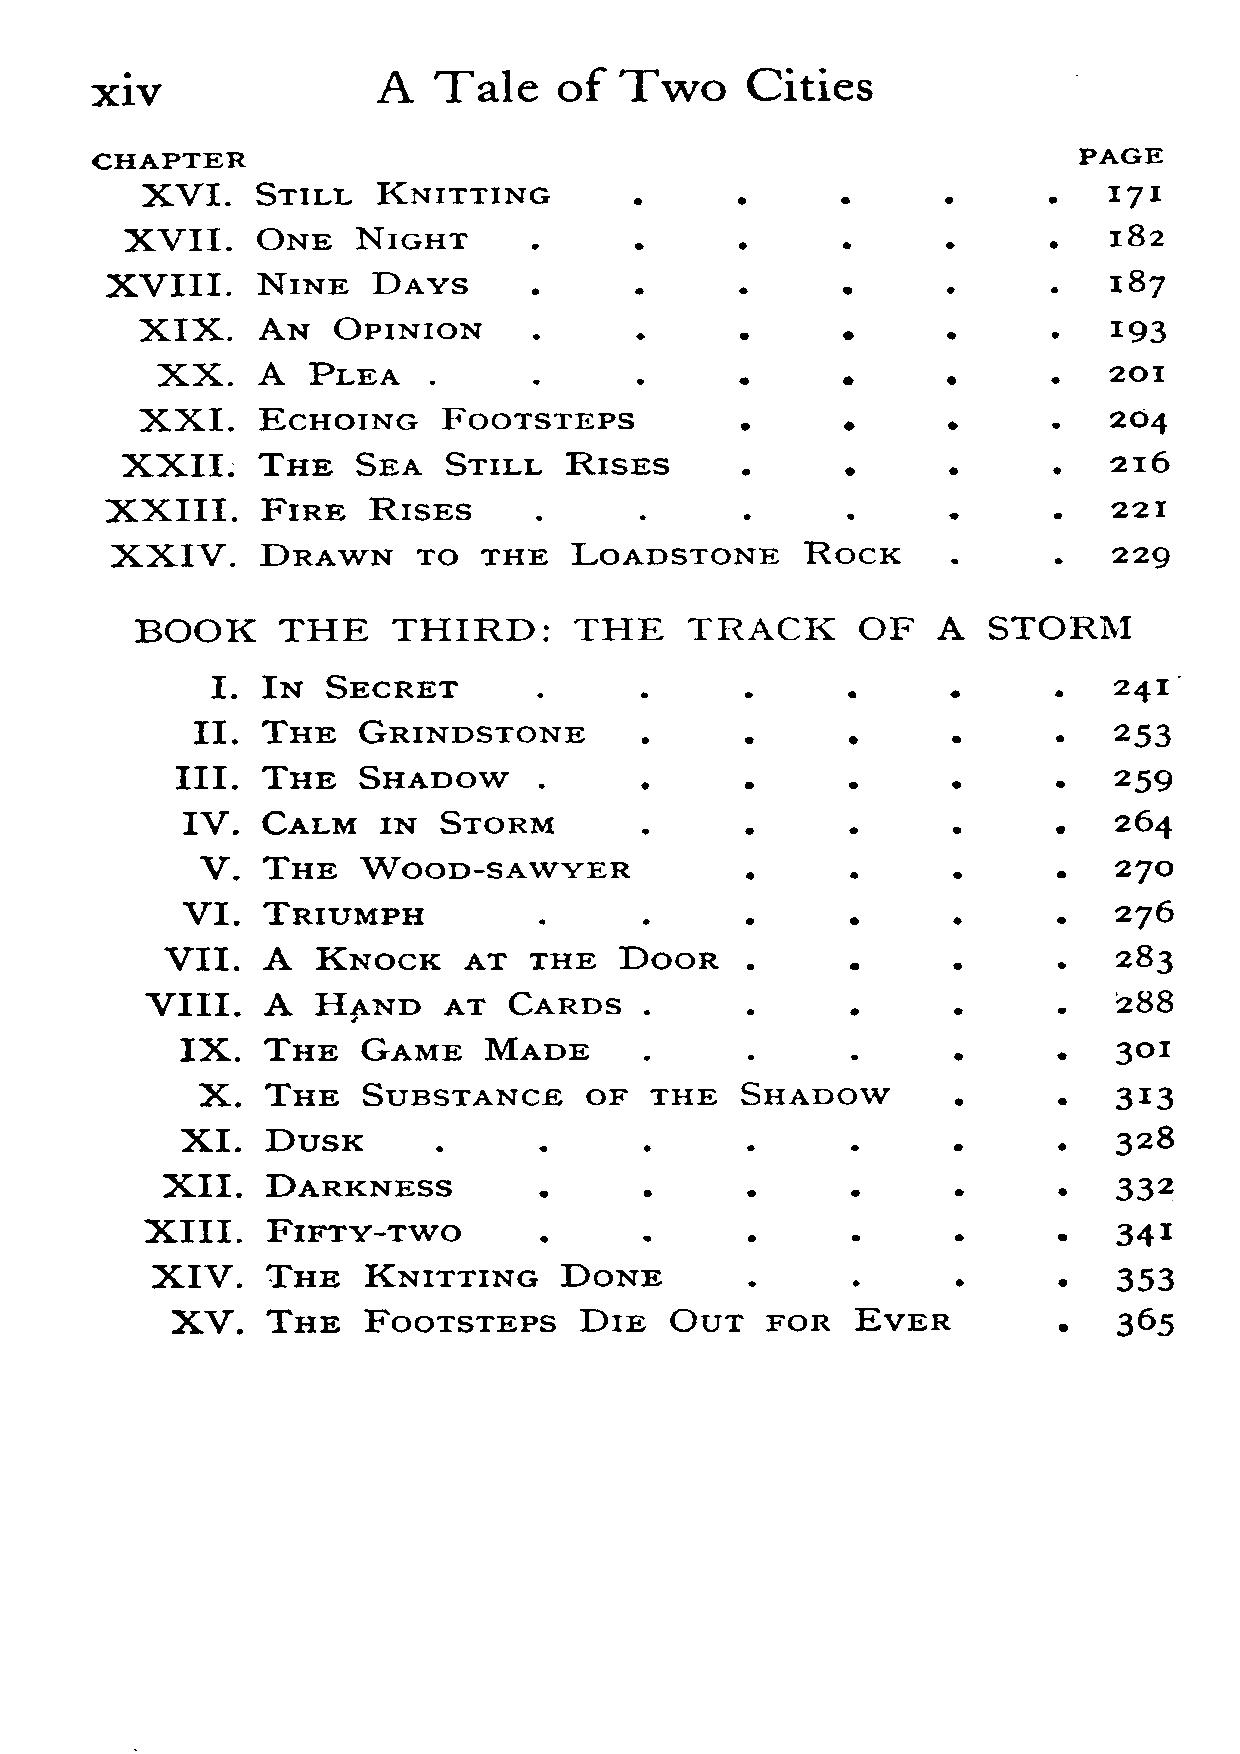 xiv A Tale of Two Cities
CHAPTER PAGE
XVI. STILL KNITTING . . . . . 171
XVII. ONE NIGHT . . . . . . 182
XVIII. NINE DAYS . . . . . . 187
XIX. AN OPINION . . . . . . 193
XX. A PLEA . . . . . . . 201
XXI. ECHOING FOOTSTEPS . . . . 204
XXII. THE SEA STILL RISES . . . . 216
XXIII. FIRE RISES . . . . . . 221
XXIV. DRAWN TO THE LOADSTONE ROCK . . 229
BOOK THE THIRD: THE TRACK OF A STORM
I. IN SECRET . . . . . . 241
II. THE GRINDSTONE . . . . . 253
III. THE SHADOW . . . . . . 259
IV. CALM IN STORM . . . . . 264
V. THE WOOD-SAWYER . . . . 270
VI. TRIUMPH . . . . . . 276
VII. A KNOCK AT THE DOOR . . . . 283
VIII. A HAND AT CARDS . . . . . 288
IX. THE GAME MADE . . . . . 301
X. THE SUBSTANCE OF THE SHADOW . . 313
XI. DUSK . . . . . . . 328
XII. DARKNESS . . . . . . 332
XIII. FIFTY-TWO . . . . . . 341
XIV. THE KNITTING DONE . . . . 353
XV. THE FOOTSTEPS DIE OUT FOR EVER . 365